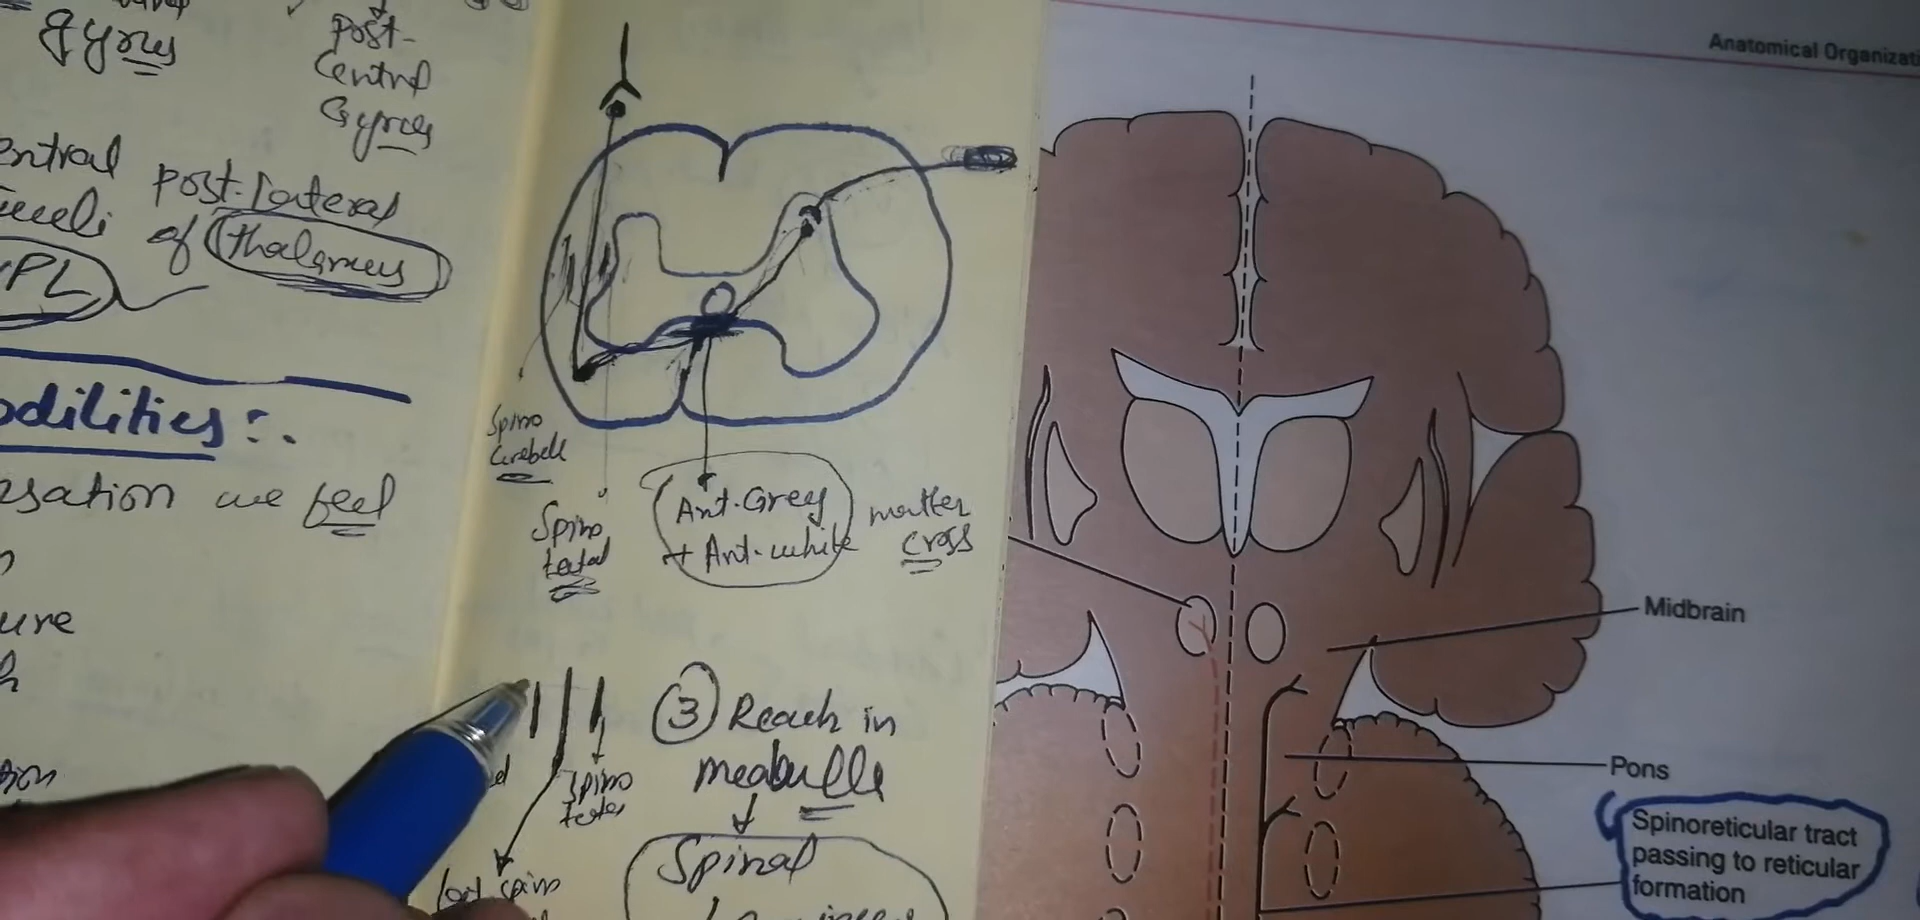 gyrus
post-
Central
Gyrus
entral
post-lateral
of Thalamus
PL
odilities:.
sation we feel
ure
Spino
Cerebell
Spino
tectal
Ant. Grey
+ Ant. white
matter
cross
3 Reach in
meabulla
Spino
tectal
Spinal
Anatomical Organizati
Midbrain
Pons
Spinoreticular tract
passing to reticular
formation